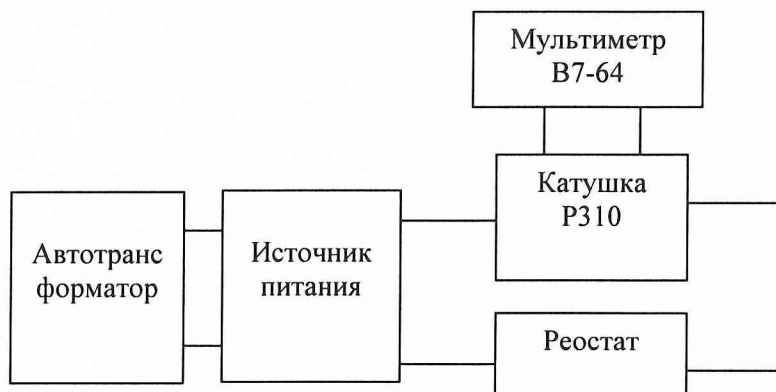 Мультиметр
В7-64
Катушка
Р310
Автотранс
форматор
Источник
питания
Реостат